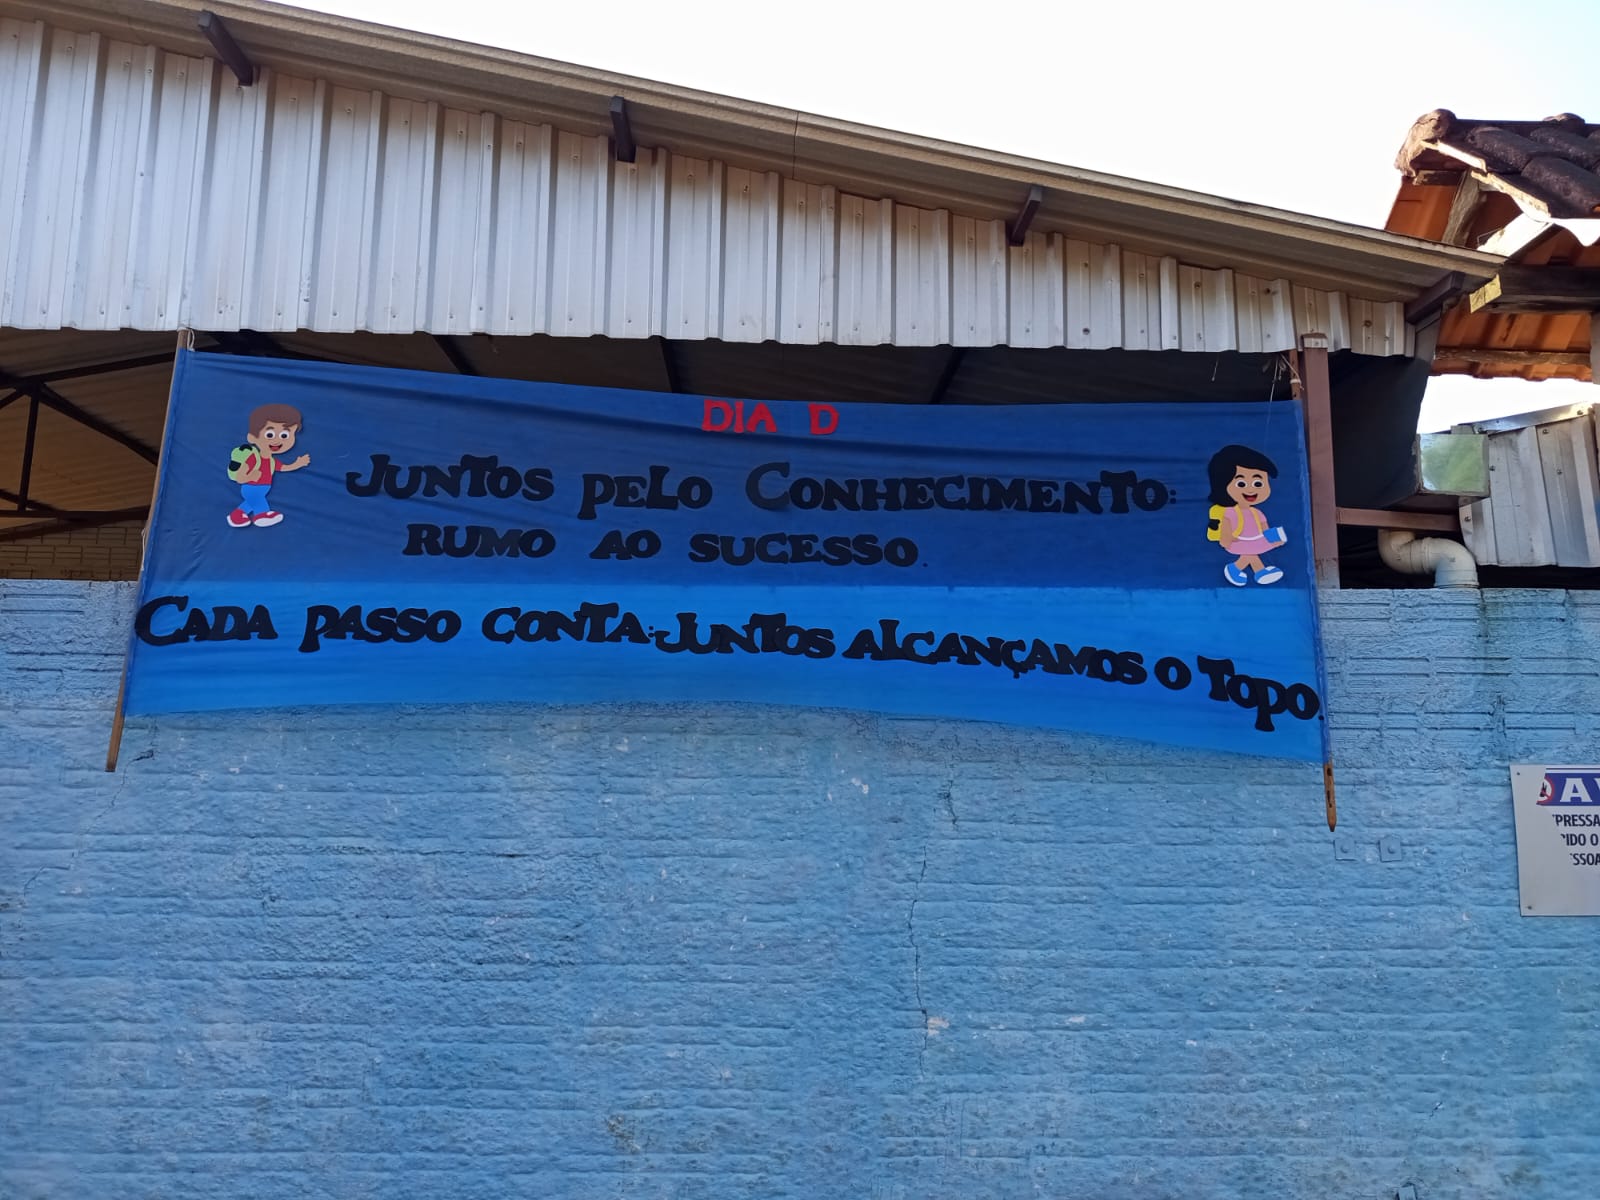 DIA D
JUNTOS PELO CONHECIMENTO:
RUMO AO SUCESSO.
CADA PASSO CONTA: JUNTOS ALCANÇAMOS O TOPO.